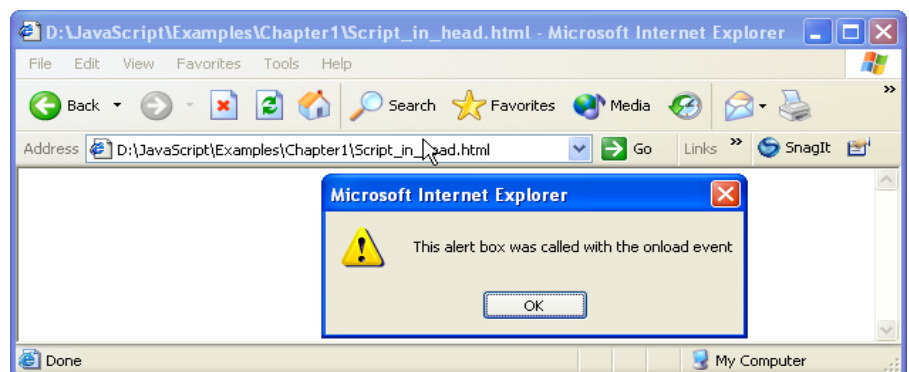 D:\JavaScript\Examples\Chapter1\Script_in_head.html - Microsoft Internet Explorer
File Edit View Favorites Tools Help
Back Search Favorites Media »
Address D:\JavaScript\Examples\Chapter1\Script_in_head.html Go Links » SnagIt
Microsoft Internet Explorer
This alert box was called with the onload event
OK
Done My Computer